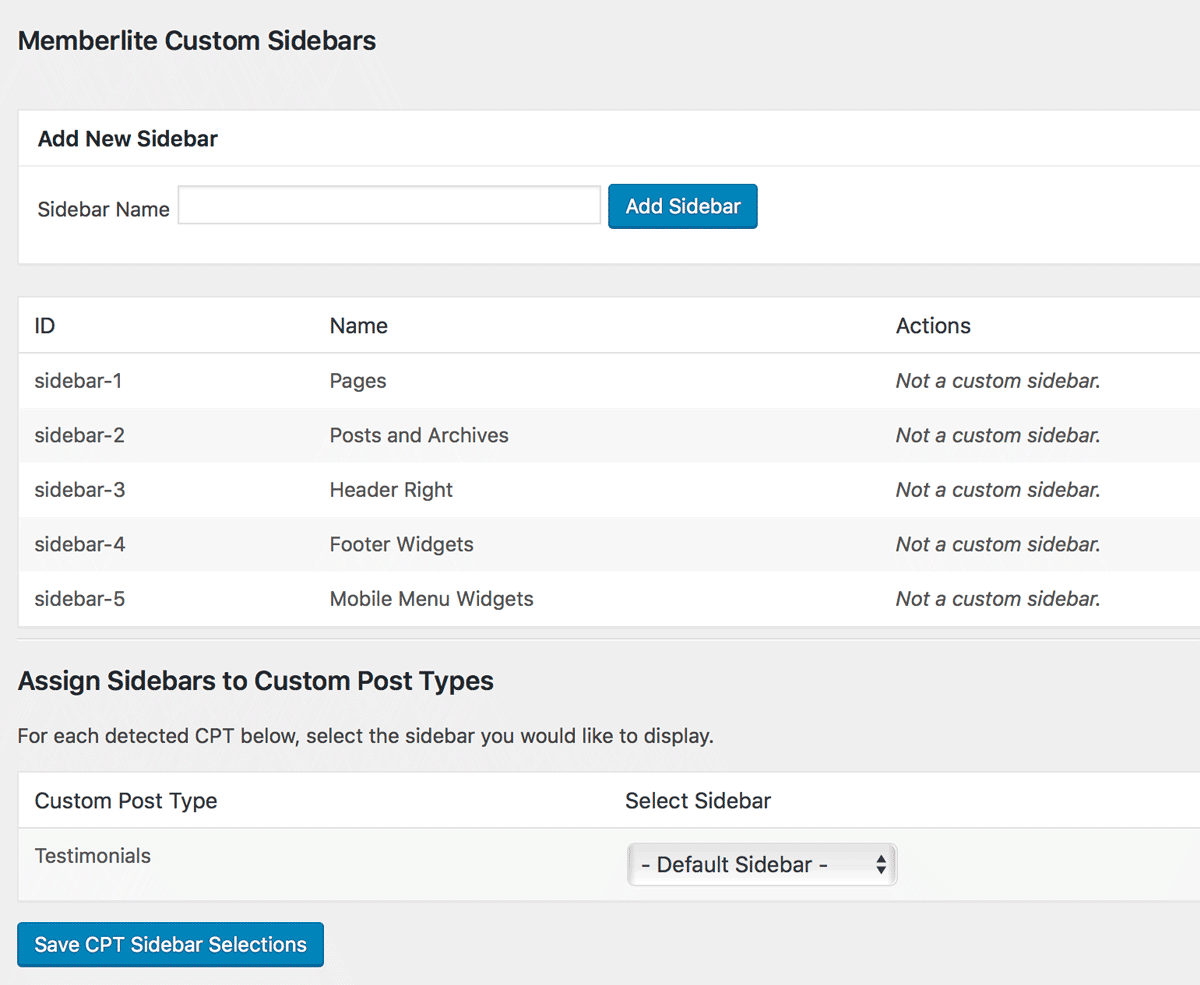 Memberlite Custom Sidebars
Add New Sidebar
Sidebar Name Add Sidebar
ID Name Actions
sidebar-1 Pages Not a custom sidebar.
sidebar-2 Posts and Archives Not a custom sidebar.
sidebar-3 Header Right Not a custom sidebar.
sidebar-4 Footer Widgets Not a custom sidebar.
sidebar-5 Mobile Menu Widgets Not a custom sidebar.
Assign Sidebars to Custom Post Types
For each detected CPT below, select the sidebar you would like to display.
Custom Post Type Select Sidebar
Testimonials - Default Sidebar -
Save CPT Sidebar Selections